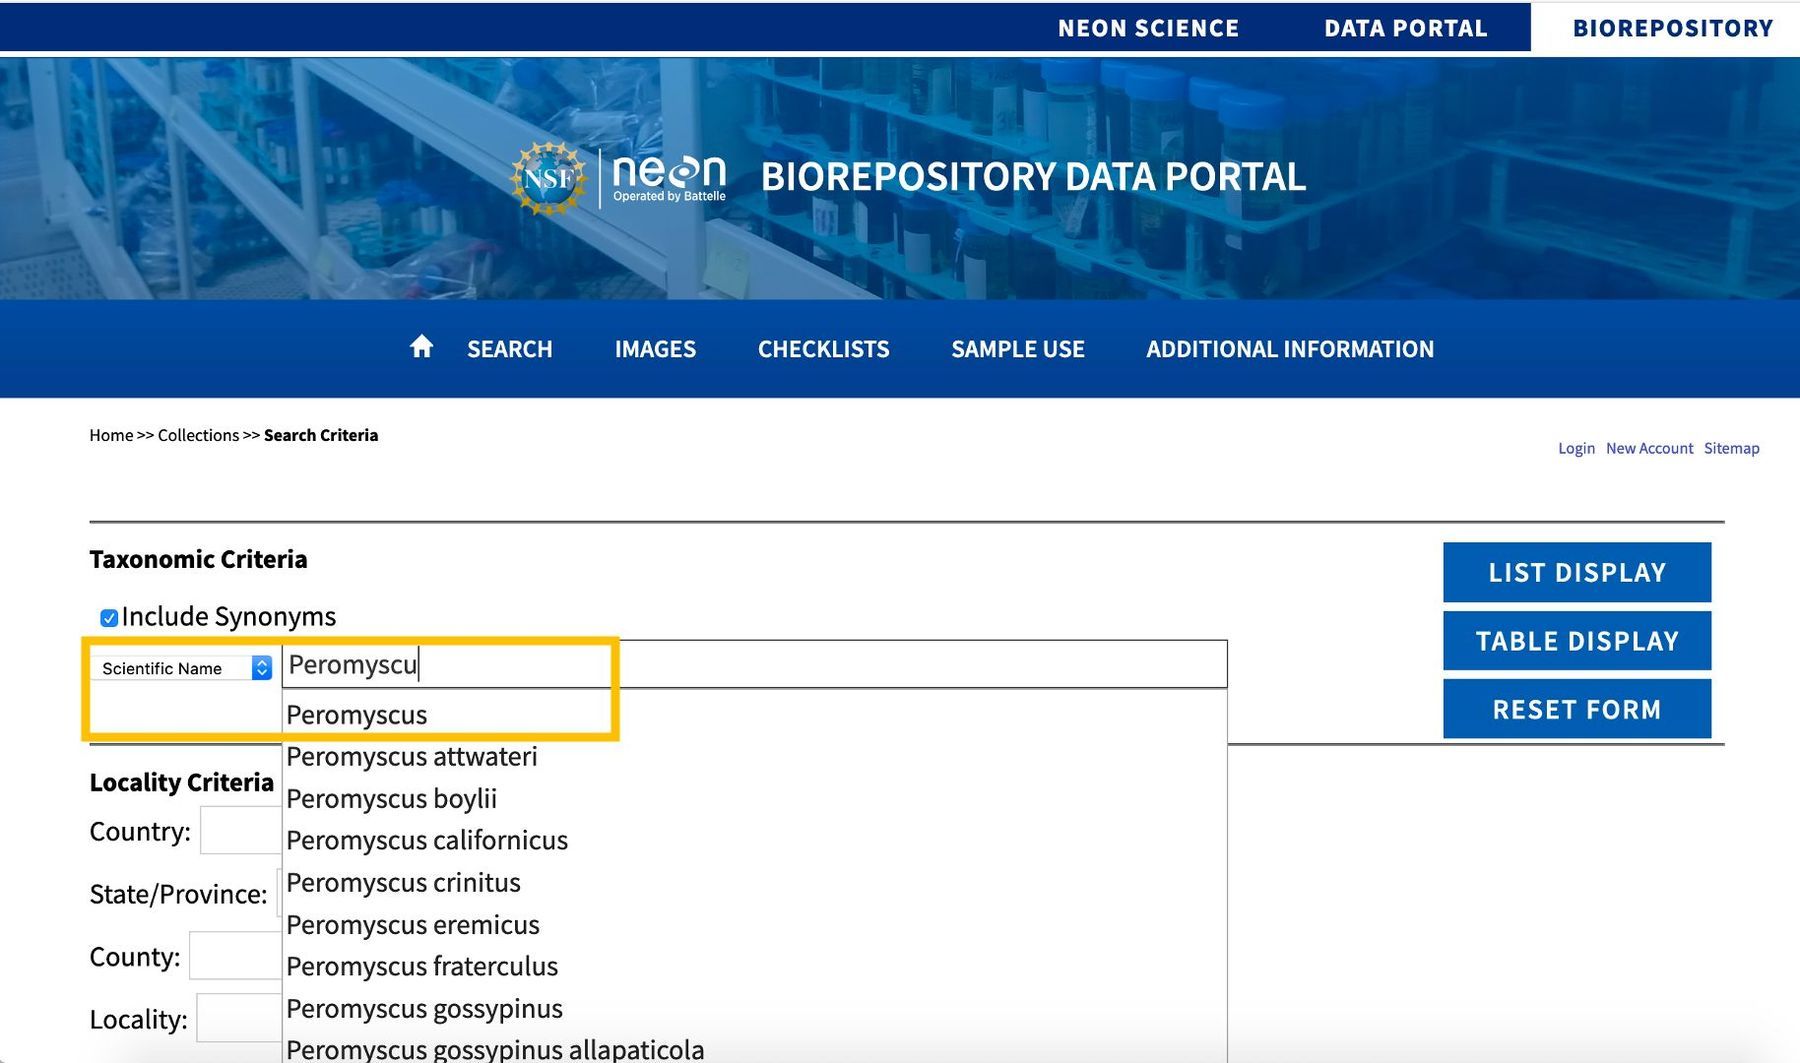 NEON SCIENCE DATA PORTAL BIOREPOSITORY
NSF neon BIOREPOSITORY DATA PORTAL
Operated by Battelle
SEARCH IMAGES CHECKLISTS SAMPLE USE ADDITIONAL INFORMATION
Home >> Collections >> Search Criteria
Login New Account Sitemap
Taxonomic Criteria
LIST DISPLAY
Include Synonyms
TABLE DISPLAY
Scientific Name Peromyscu
RESET FORM
Peromyscus
Peromyscus attwateri
Locality Criteria
Peromyscus boylii
Country:
Peromyscus californicus
Peromyscus crinitus
State/Province:
Peromyscus eremicus
County:
Peromyscus fraterculus
Peromyscus gossypinus
Locality:
Peromyscus gossypinus allapaticola